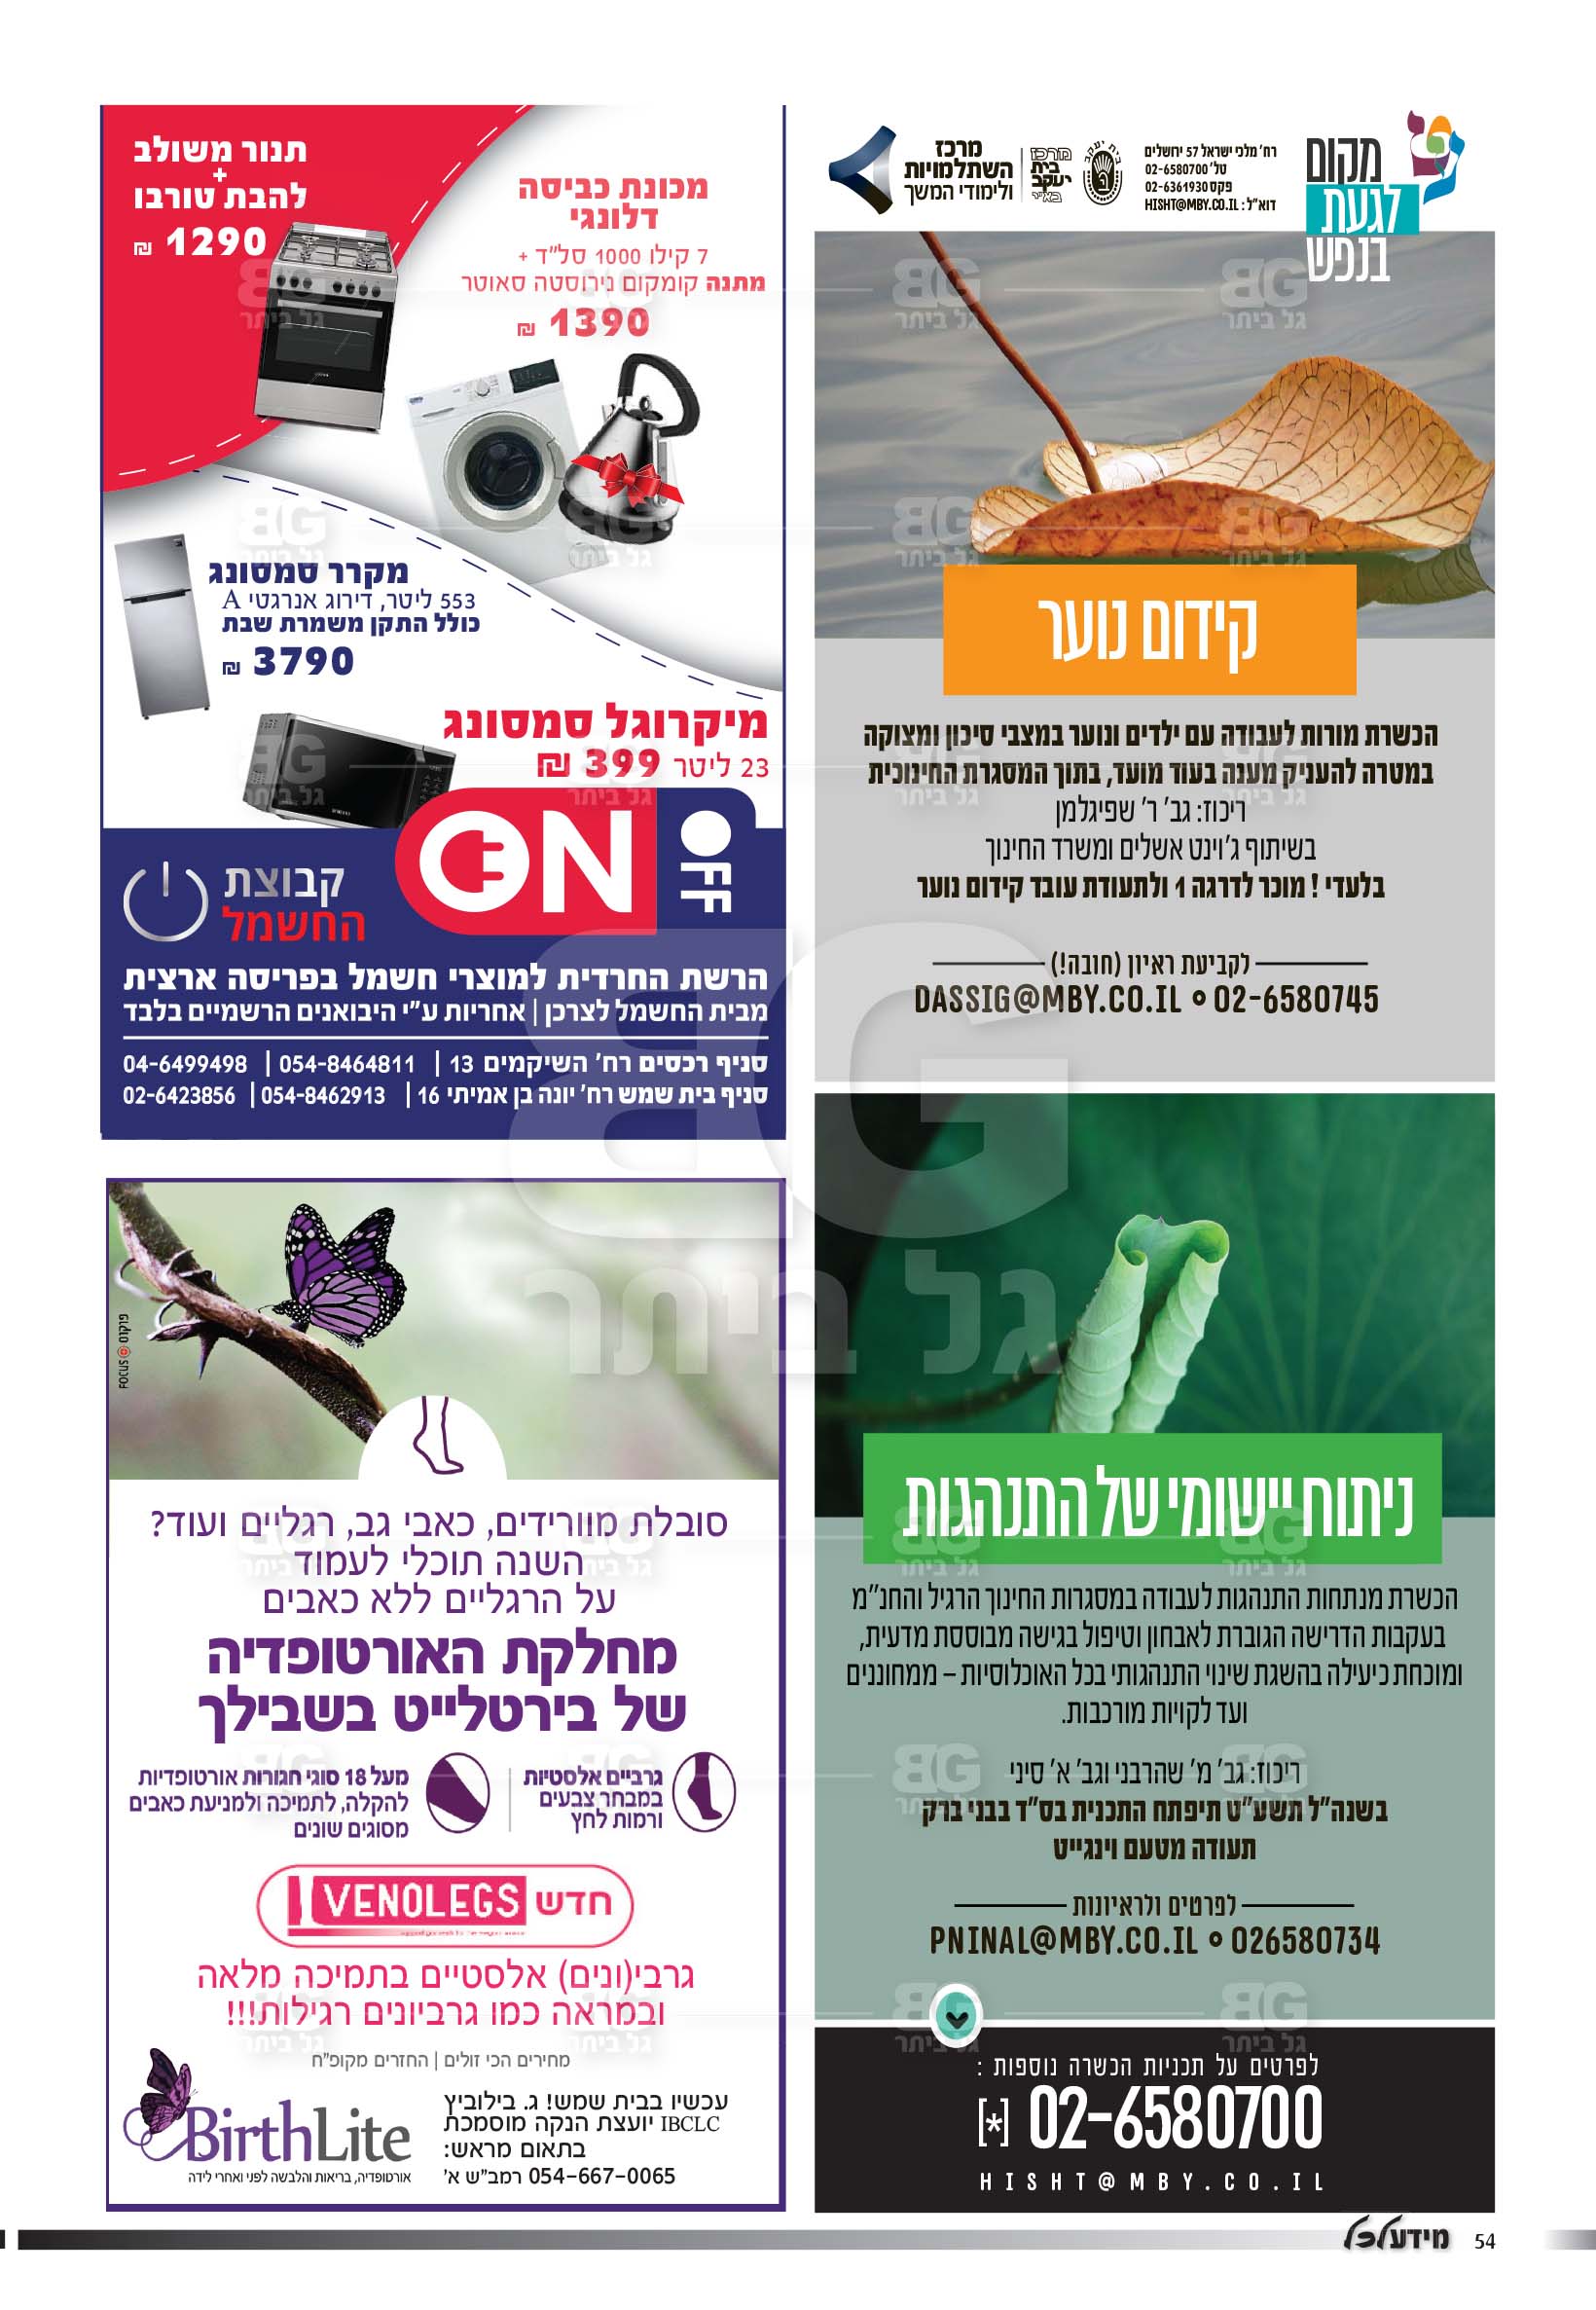 מקום
לגעת
בנפש
רח' מלכי ישראל 57 ירושלים
טל' 02-6580700
פקס 02-6361930
דוא"ל: HISHT@MBY.CO.IL
בית יעקב
מרכז
בית
יעקב
בא"י
מרכז
השתלמויות
ולימודי המשך
קידום נוער
הכשרת מורות לעבודה עם ילדים ונוער במצבי סיכון ומצוקה
במטרה להעניק מענה בעוד מועד, בתוך המסגרת החינוכית
ריכוז: גב' ר' שפיגלמן
בשיתוף ג'וינט אשלים ומשרד החינוך
בלעדי ! מוכר לדרגה 1 ולתעודת עובד קידום נוער
לקביעת ראיון (חובה!)
DASSIG@MBY.CO.IL • 02-6580745
ניתוח יישומי של התנהגות
הכשרת מנתחות התנהגות לעבודה במסגרות החינוך הרגיל והחנ"מ
בעקבות הדרישה הגוברת לאבחון וטיפול בגישה מבוססת מדעית,
ומוכחת כיעילה בהשגת שינוי התנהגותי בכל האוכלוסיות – ממחוננים
ועד לקויות מורכבות.
ריכוז: גב' מ' שהרבני וגב' א' סיני
בשנה"ל תשע"ט תיפתח התכנית בס"ד בבני ברק
תעודה מטעם וינגייט
לפרטים ולראיונות
PNINAL@MBY.CO.IL • 026580734
לפרטים על תכניות הכשרה נוספות :
02-6580700 [*]
HISHT@MBY.CO.IL
תנור משולב
+
להבת טורבו
1290 ₪
מכונת כביסה
דלונגי
7 קילו 1000 סל"ד +
מתנה קומקום נירוסטה סאוטר
1390 ₪
מקרר סמסונג
553 ליטר, דירוג אנרגטי A
כולל התקן משמרת שבת
3790 ₪
מיקרוגל סמסונג
23 ליטר 399 ₪
ON OFF
קבוצת
החשמל
הרשת החרדית למוצרי חשמל בפריסה ארצית
מבית החשמל לצרכן | אחריות ע"י היבואנים הרשמיים בלבד
סניף רכסים רח' השיקמים 13 | 054-8464811 | 04-6499498
סניף בית שמש רח' יונה בן אמיתי 16 | 054-8462913 | 02-6423856
פוקוס FOCUS
סובלת מוורידים, כאבי גב, רגליים ועוד?
השנה תוכלי לעמוד
על הרגליים ללא כאבים
מחלקת האורטופדיה
של בירטלייט בשבילך
גרביים אלסטיות
במבחר צבעים
ורמות לחץ
מעל 18 סוגי חגורות אורטופדיות
להקלה, לתמיכה ולמניעת כאבים
מסוגים שונים
חדש VENOLEGS
גרבי(ונים) אלסטיים בתמיכה מלאה
ובמראה כמו גרביונים רגילות!!!
מחירים הכי זולים | החזרים מקופ"ח
עכשיו בבית שמש! ג. בילוביץ
IBCLC יועצת הנקה מוסמכת
בתאום מראש:
054-667-0065 רמב"ש א'
BirthLite
אורטופדיה, בריאות והלבשה לפני ואחרי לידה
BG
גל ביתר
מידע לכל
54